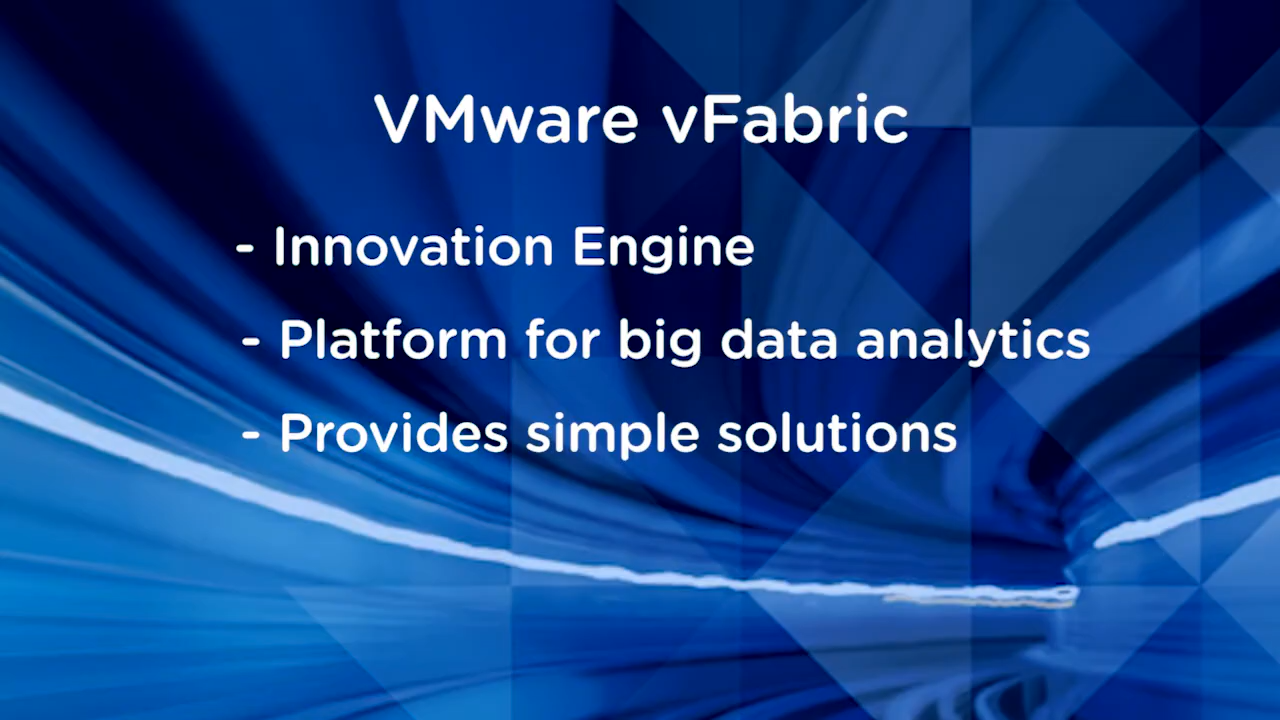 VMware vFabric
- Innovation Engine
- Platform for big data analytics
- Provides simple solutions